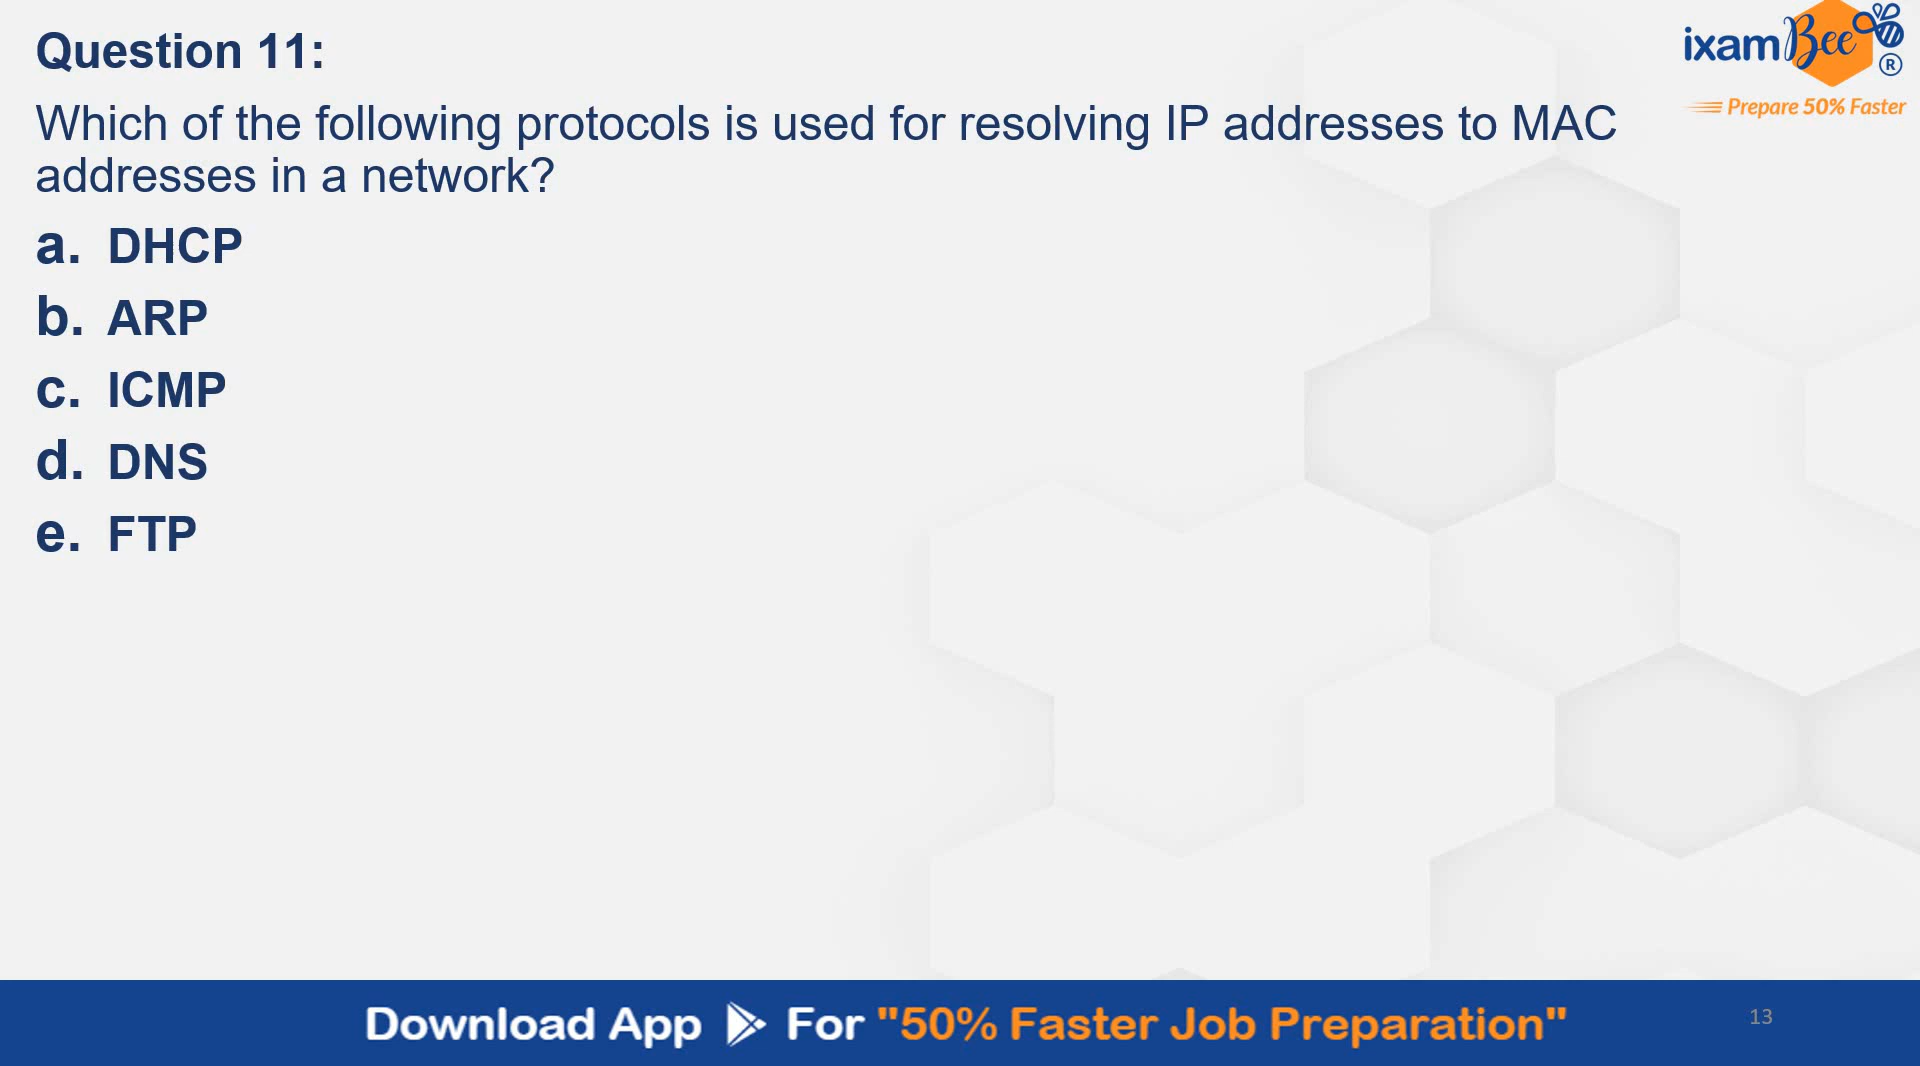 Question 11:
Which of the following protocols is used for resolving IP addresses to MAC
addresses in a network?
a. DHCP
b. ARP
c. ICMP
d. DNS
e. FTP
ixamBee®
Prepare 50% Faster
Download App For "50% Faster Job Preparation"
13